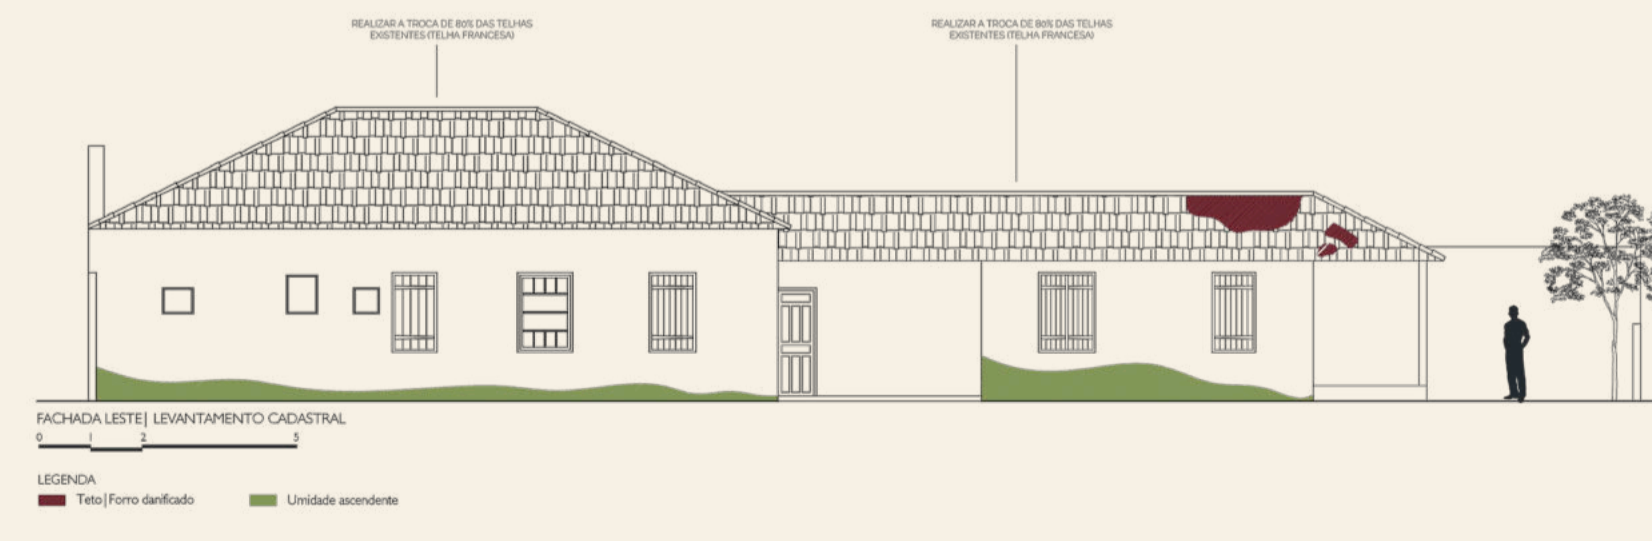 REALIZAR A TROCA DE 80% DAS TELHAS
EXISTENTES (TELHA FRANCESA)
REALIZAR A TROCA DE 80% DAS TELHAS
EXISTENTES (TELHA FRANCESA)
FACHADA LESTE| LEVANTAMENTO CADASTRAL
0 1 2 5
LEGENDA
Teto|Forro danificado
Umidade ascendente